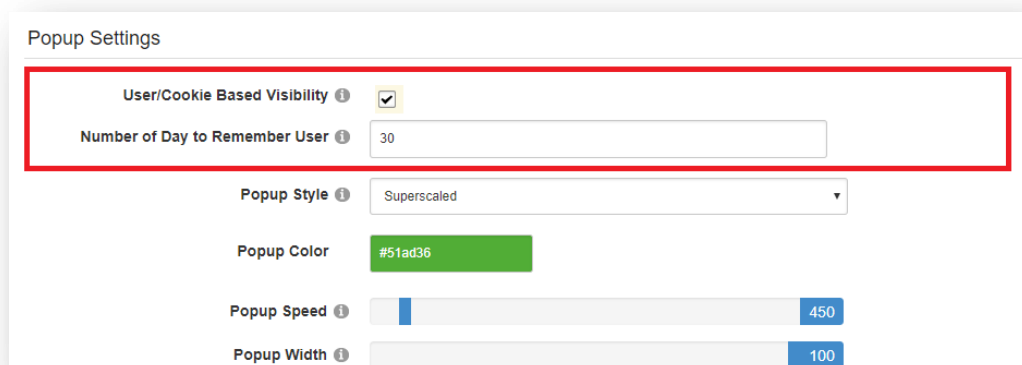 Popup Settings
User/Cookie Based Visibility
Number of Day to Remember User
30
Popup Style
Superscaled
Popup Color
#51ad36
Popup Speed
450
Popup Width
100